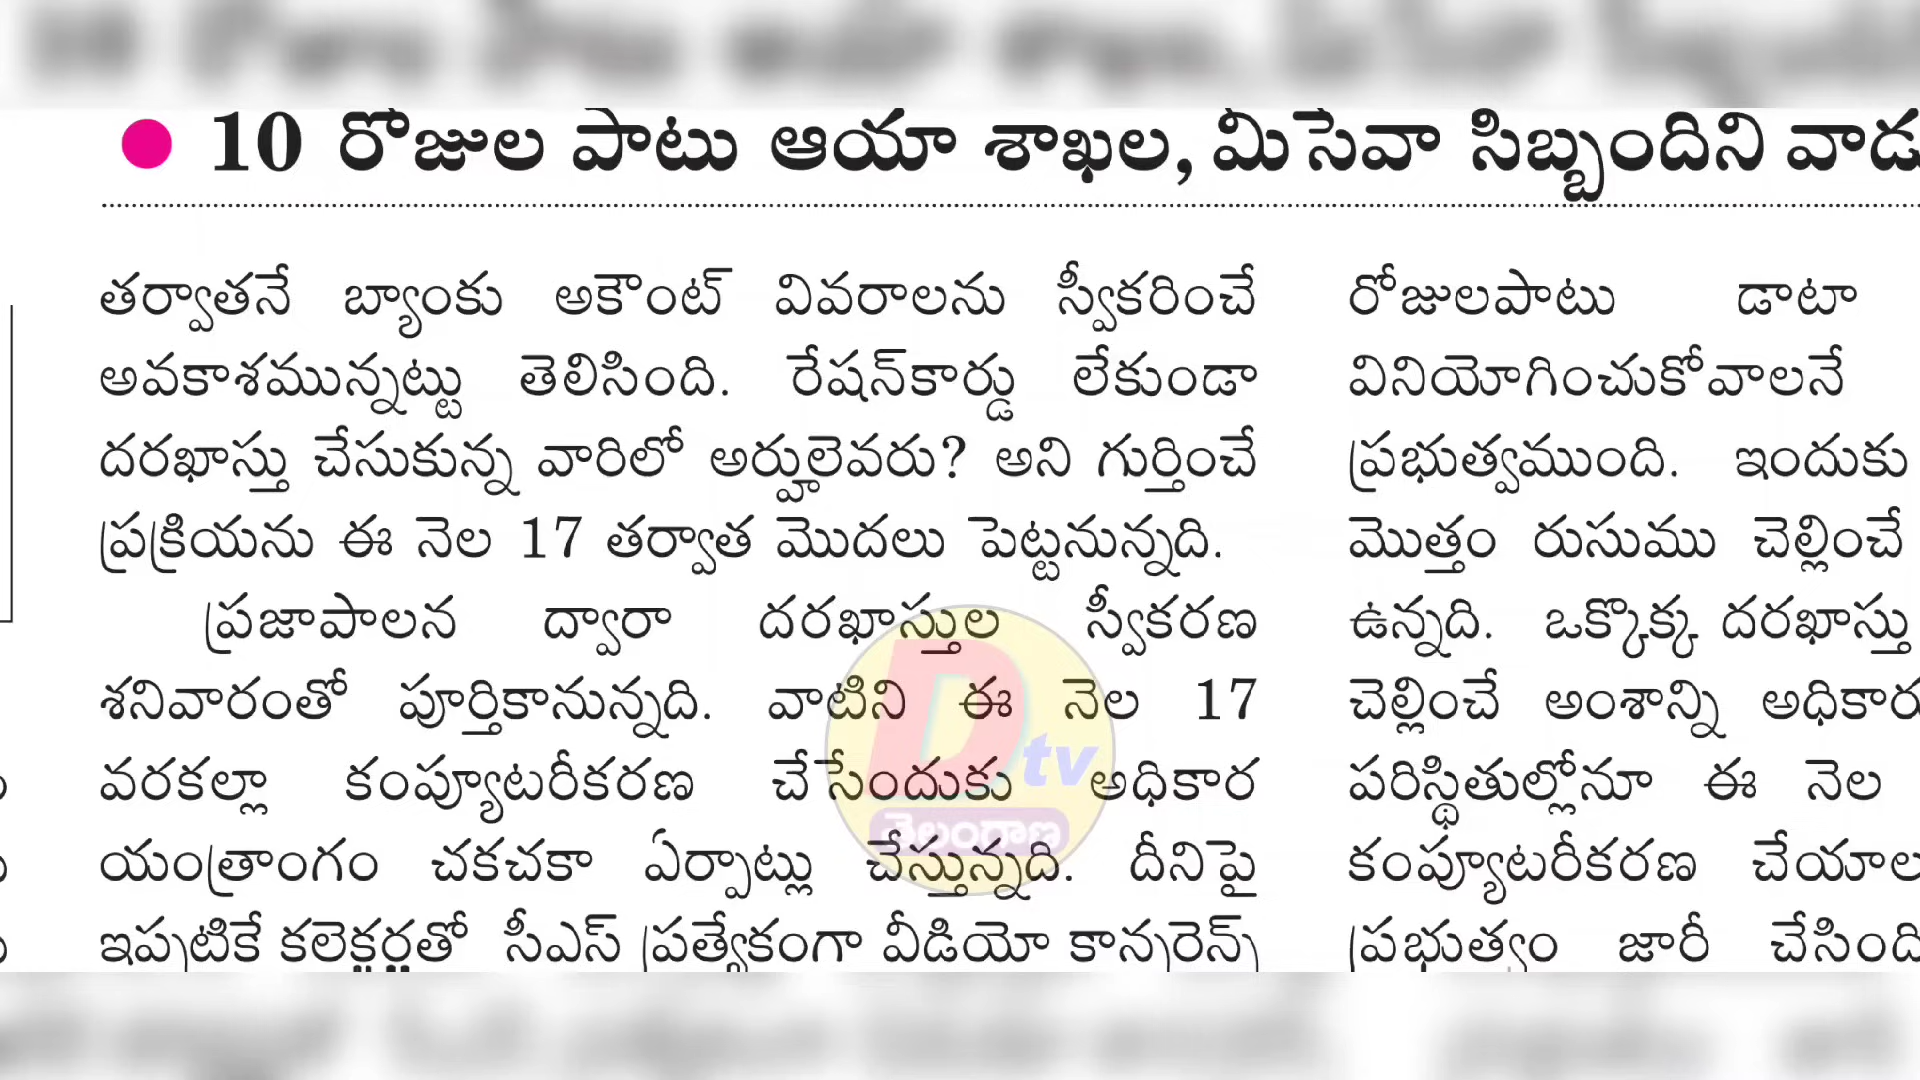 10 రోజుల పాటు ఆయా శాఖల, మీసేవా సిబ్బందిని
తర్వాతనే బ్యాంకు అకౌంట్ వివరాలను స్వీకరించే
అవకాశమున్నట్టు తెలిసింది. రేషన్‌కార్డు లేకుండా
దరఖాస్తు చేసుకున్న వారిలో అర్హులెవరు? అని గుర్తించే
ప్రక్రియను ఈ నెల 17 తర్వాత మొదలు పెట్టనున్నది.
ప్రజాపాలన ద్వారా దరఖాస్తుల స్వీకరణ
శనివారంతో పూర్తికానున్నది. వాటిని ఈ నెల 17
వరకల్లా కంప్యూటరీకరణ చేసేందుకు అధికార
యంత్రాంగం చకచకా ఏర్పాట్లు చేస్తున్నది. దీనిపై
ఇప్పటికే కలెక్టర్లతో సీఎస్ ప్రత్యేకంగా వీడియో కాన్ఫరెన్స్
రోజులపాటు డాటా
వినియోగించుకోవాలనే
ప్రభుత్వముంది. ఇందుకు
మొత్తం రుసుము చెల్లించే
ఉన్నది. ఒక్కొక్క దరఖాస్తు
చెల్లించే అంశాన్ని
పరిస్థితుల్లోనూ ఈ నెల
కంప్యూటరీకరణ
ప్రభుత్వం జారీ
D tv
తెలంగాణ